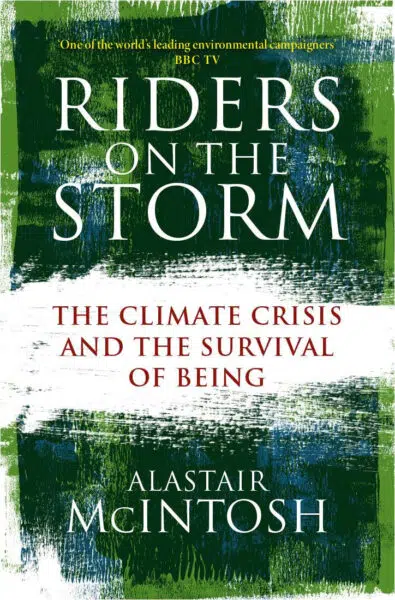 'One of the world's leading environmental campaigners'
BBC TV
RIDERS
ON THE
STORM
THE CLIMATE CRISIS
AND THE SURVIVAL
OF BEING
ALASTAIR
McINTOSH